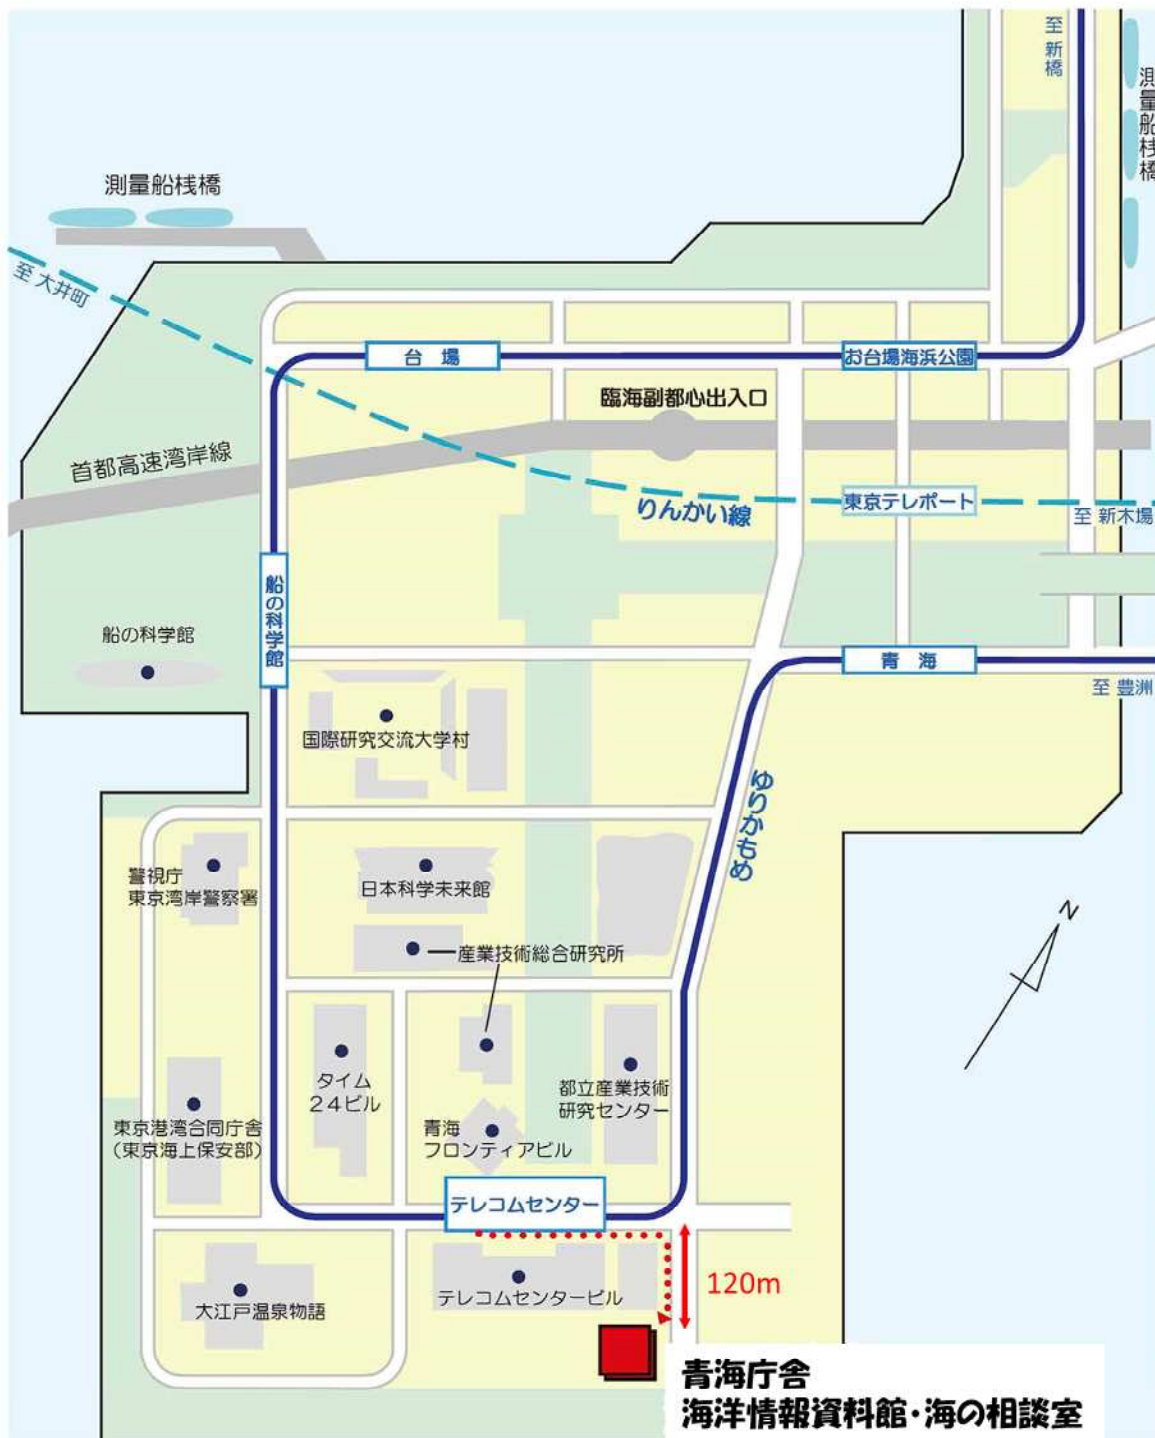 至 新橋
測量船桟橋
測量船桟橋
至 大井町
台 場
お台場海浜公園
臨海副都心出入口
首都高速湾岸線
りんかい線
東京テレポート
至 新木場
船の科学館
船の科学館
青 海
至 豊洲
国際研究交流大学村
ゆりかもめ
警視庁
東京湾岸警察署
日本科学未来館
産業技術総合研究所
N
タイム
24ビル
都立産業技術
研究センター
東京港湾合同庁舎
(東京海上保安部)
青海
フロンティアビル
テレコムセンター
120m
大江戸温泉物語
テレコムセンタービル
青海庁舎
海洋情報資料館・海の相談室